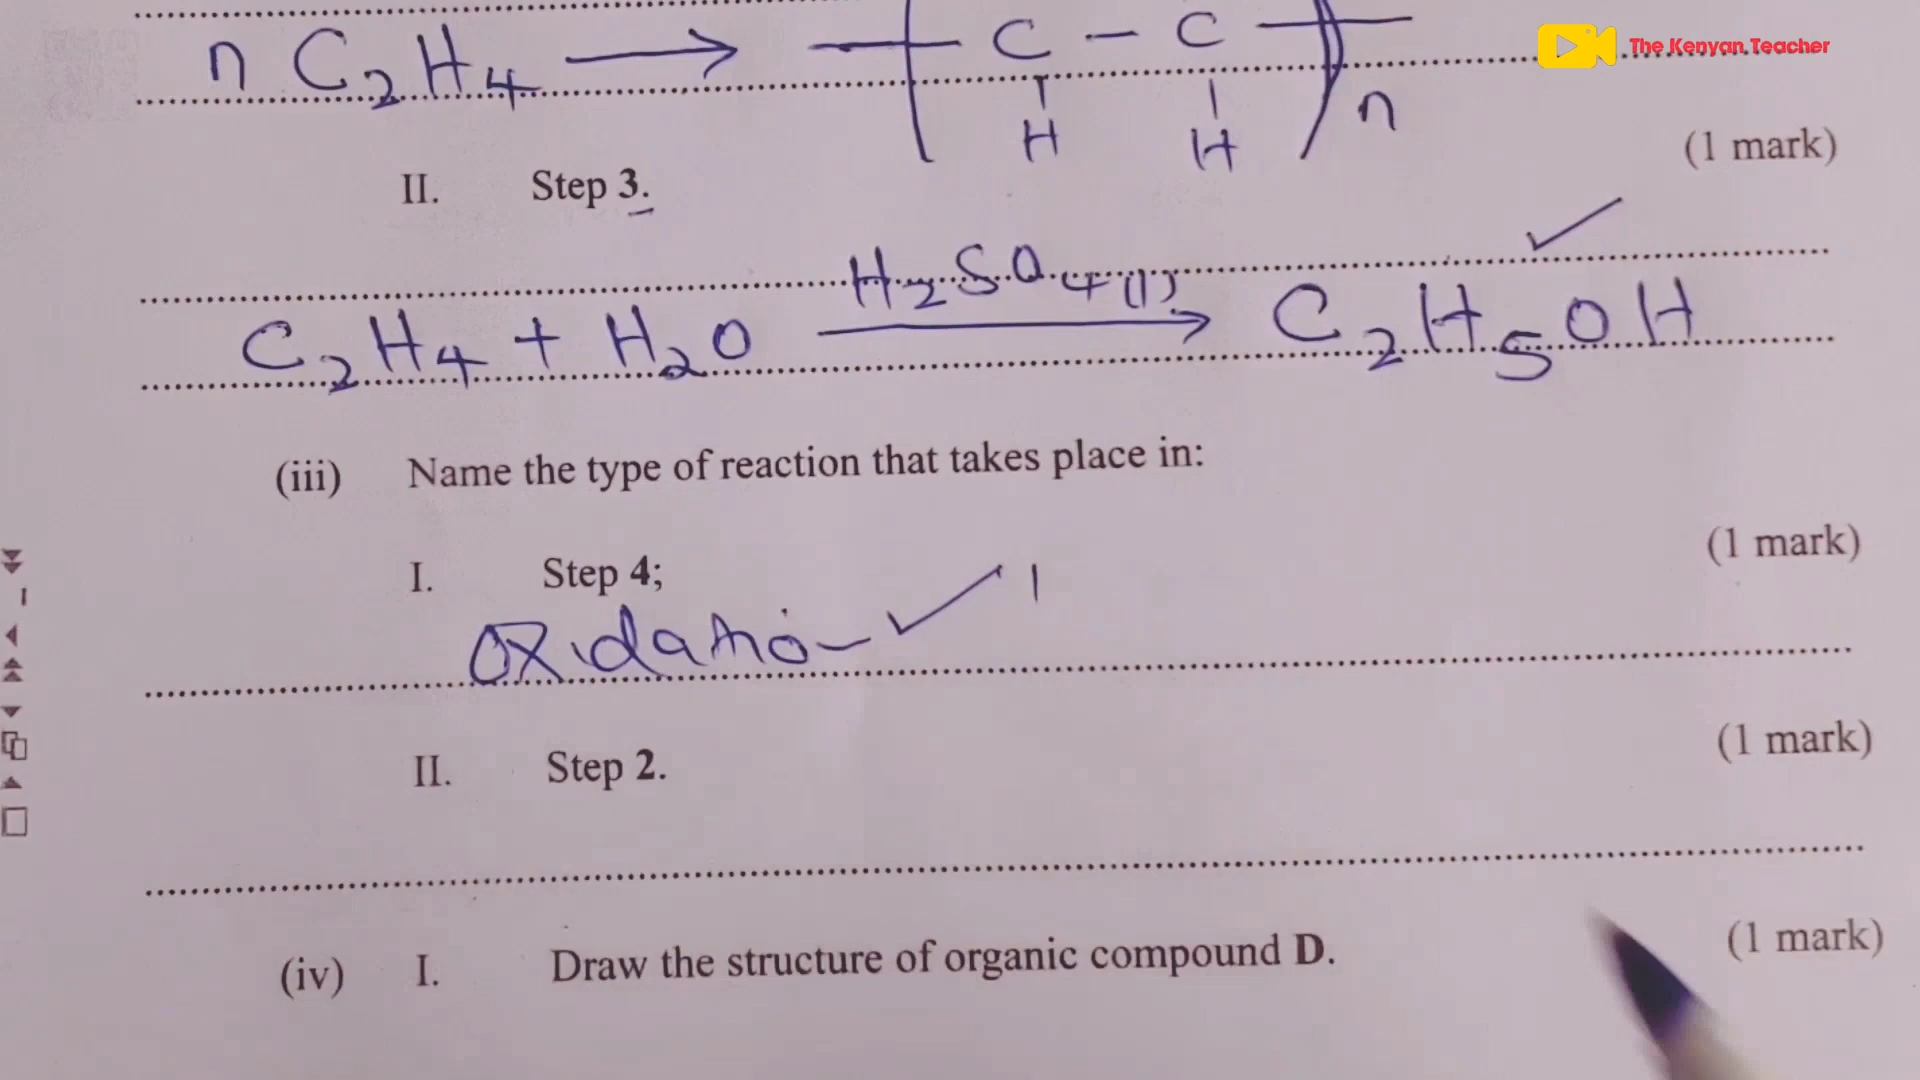 n C2H4 → ( C - C )n
H H
The Kenyan Teacher
(1 mark)
II. Step 3.
H2SO4(l)
C2H4 + H2O → C2H5OH
(iii) Name the type of reaction that takes place in:
(1 mark)
I. Step 4;
Oxidation ✓ 1
(1 mark)
II. Step 2.
(iv) I. Draw the structure of organic compound D. (1 mark)